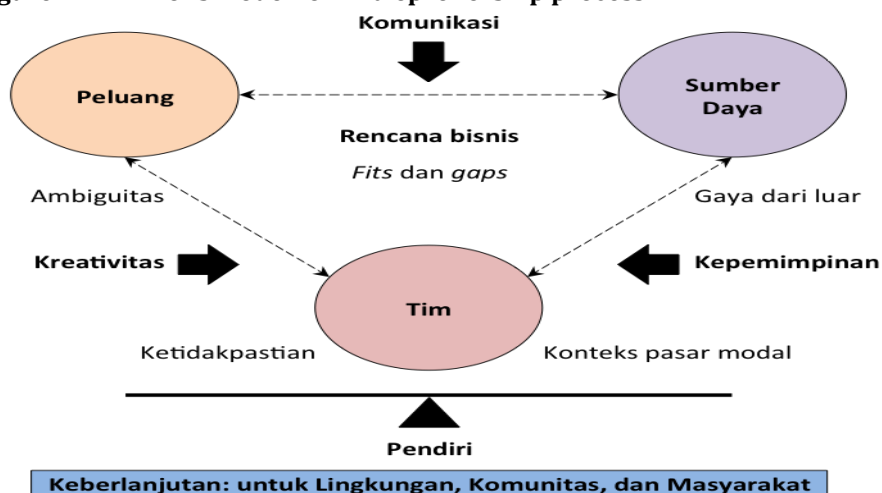 Komunikasi
Peluang
Sumber
Daya
Rencana bisnis
Fits dan gaps
Ambiguitas
Gaya dari luar
Kreativitas
Kepemimpinan
Tim
Ketidakpastian
Konteks pasar modal
Pendiri
Keberlanjutan: untuk Lingkungan, Komunitas, dan Masyarakat